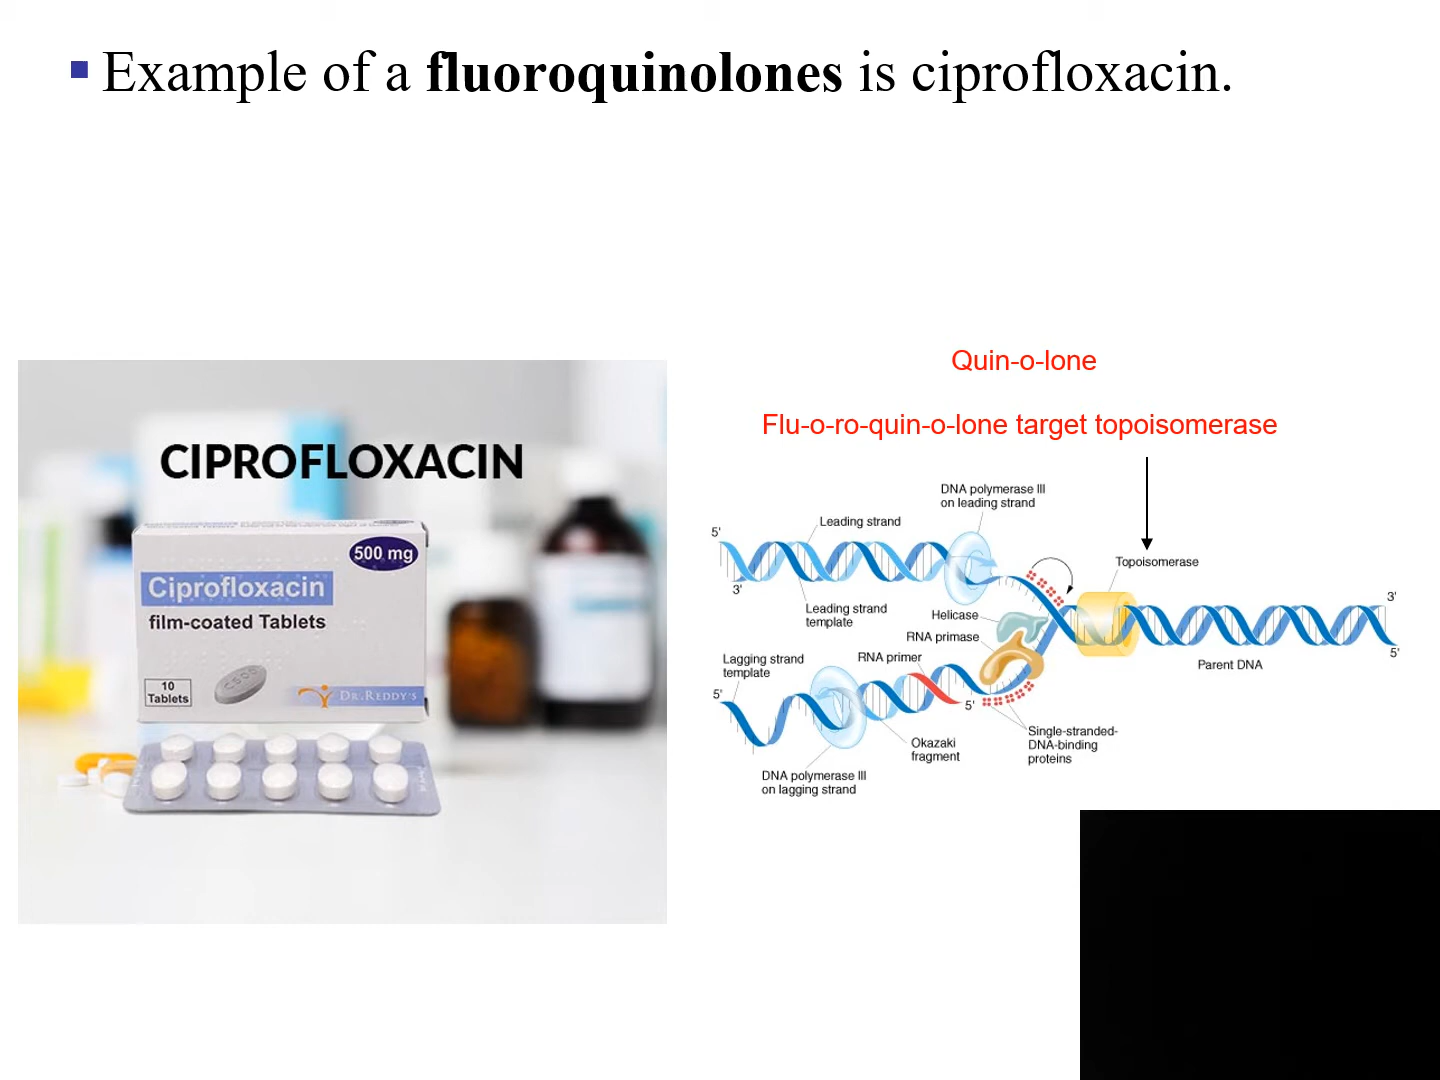 Example of a fluoroquinolones is ciprofloxacin.
CIPROFLOXACIN
500 mg
Ciprofloxacin
film-coated Tablets
10
Tablets
DR.REDDY'S
Quin-o-lone
Flu-o-ro-quin-o-lone target topoisomerase
DNA polymerase III
on leading strand
Leading strand
5'
3'
Topoisomerase
Leading strand
template
Helicase
RNA primase
RNA primer
3'
5'
Parent DNA
Lagging strand
template
5'
5'
Okazaki
fragment
Single-stranded-
DNA-binding
proteins
DNA polymerase III
on lagging strand